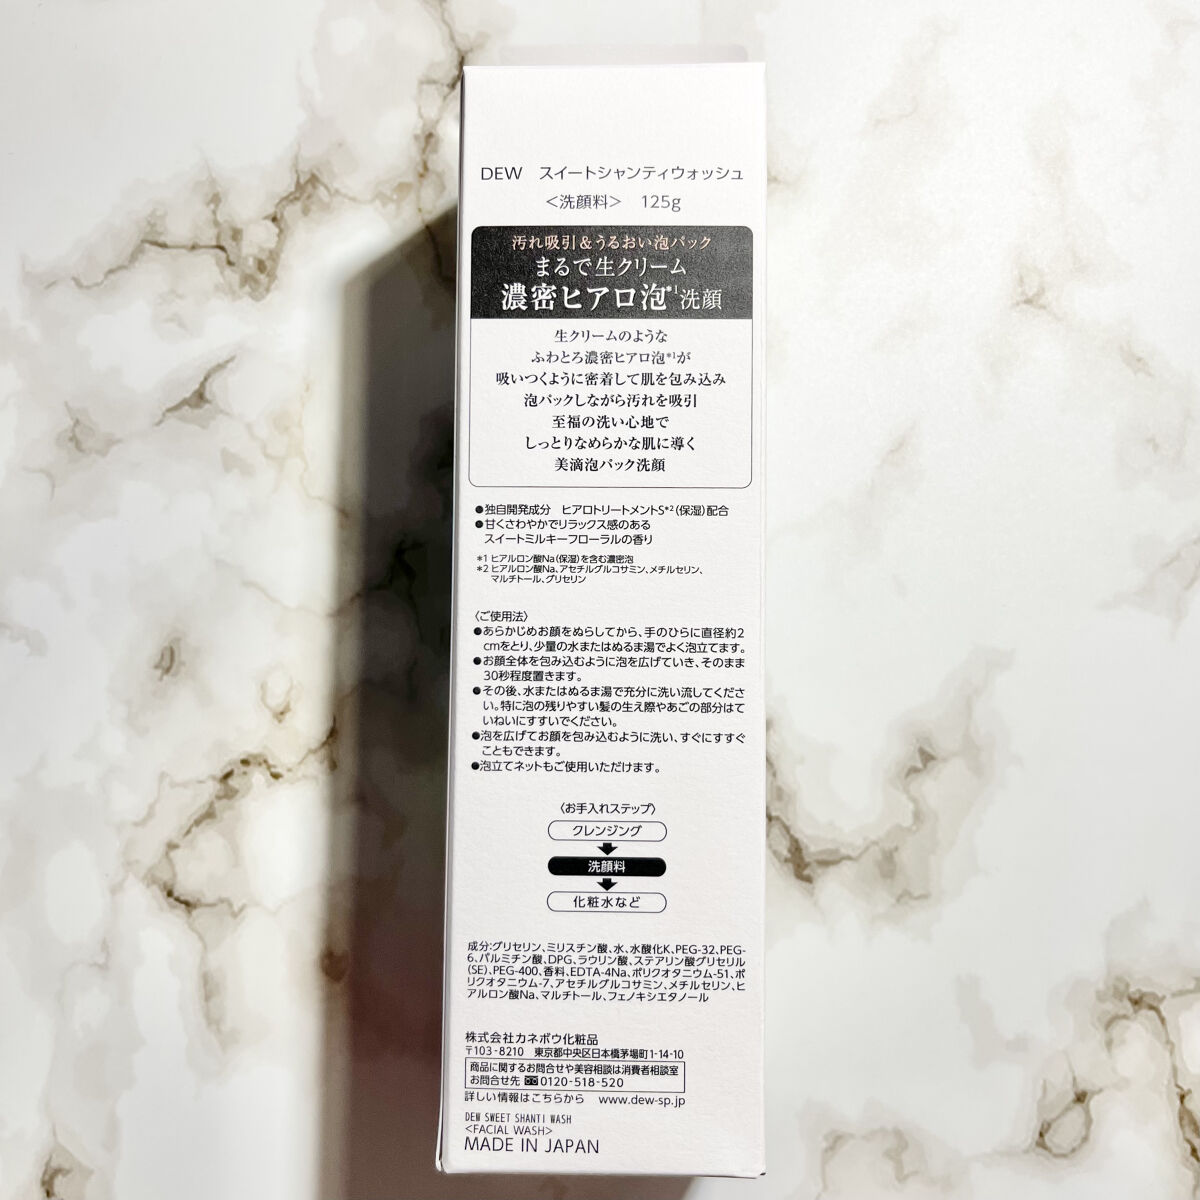 DEW スイートシャンティウォッシュ
＜洗顔料＞ 125g
汚れ吸引＆うるおい泡パック
まるで生クリーム
濃密ヒアロ泡*1洗顔
生クリームのような
ふわとろ濃密ヒアロ泡*1が
吸いつくように密着して肌を包み込み
泡パックしながら汚れを吸引
至福の洗い心地で
しっとりなめらかな肌に導く
美滴泡パック洗顔
●独自開発成分 ヒアロトリートメントS*2(保湿)配合
●甘くさわやかでリラックス感のある
スイートミルキーフローラルの香り
*1 ヒアルロン酸Na(保湿)を含む濃密泡
*2 ヒアルロン酸Na、アセチルグルコサミン、メチルセリン、
マルチトール、グリセリン
〈ご使用法〉
●あらかじめお顔をぬらしてから、手のひらに直径約2
cmをとり、少量の水またはぬるま湯でよく泡立てます。
●お顔全体を包み込むように泡を広げていき、そのまま
30秒程度置きます。
●その後、水またはぬるま湯で充分に洗い流してくださ
い。特に泡の残りやすい髪の生え際やあごの部分はて
いねいにすすいでください。
●泡を広げてお顔を包み込むように洗い、すぐにすすぐ
こともできます。
●泡立てネットもご使用いただけます。
〈お手入れステップ〉
クレンジング
洗顔料
化粧水など
成分:グリセリン、ミリスチン酸、水、水酸化K、PEG-32、PEG-
6、パルミチン酸、DPG、ラウリン酸、ステアリン酸グリセリル
(SE)、PEG-400、香料、EDTA-4Na、ポリクオタニウム-51、ポ
リクオタニウム-7、アセチルグルコサミン、メチルセリン、ヒ
アルロン酸Na、マルチトール、フェノキシエタノール
株式会社カネボウ化粧品
〒103-8210 東京都中央区日本橋茅場町1-14-10
商品に関するお問合せや美容相談は消費者相談室
お問合せ先 0120-518-520
詳しい情報はこちらから www.dew-sp.jp
DEW SWEET SHANTI WASH
<FACIAL WASH>
MADE IN JAPAN